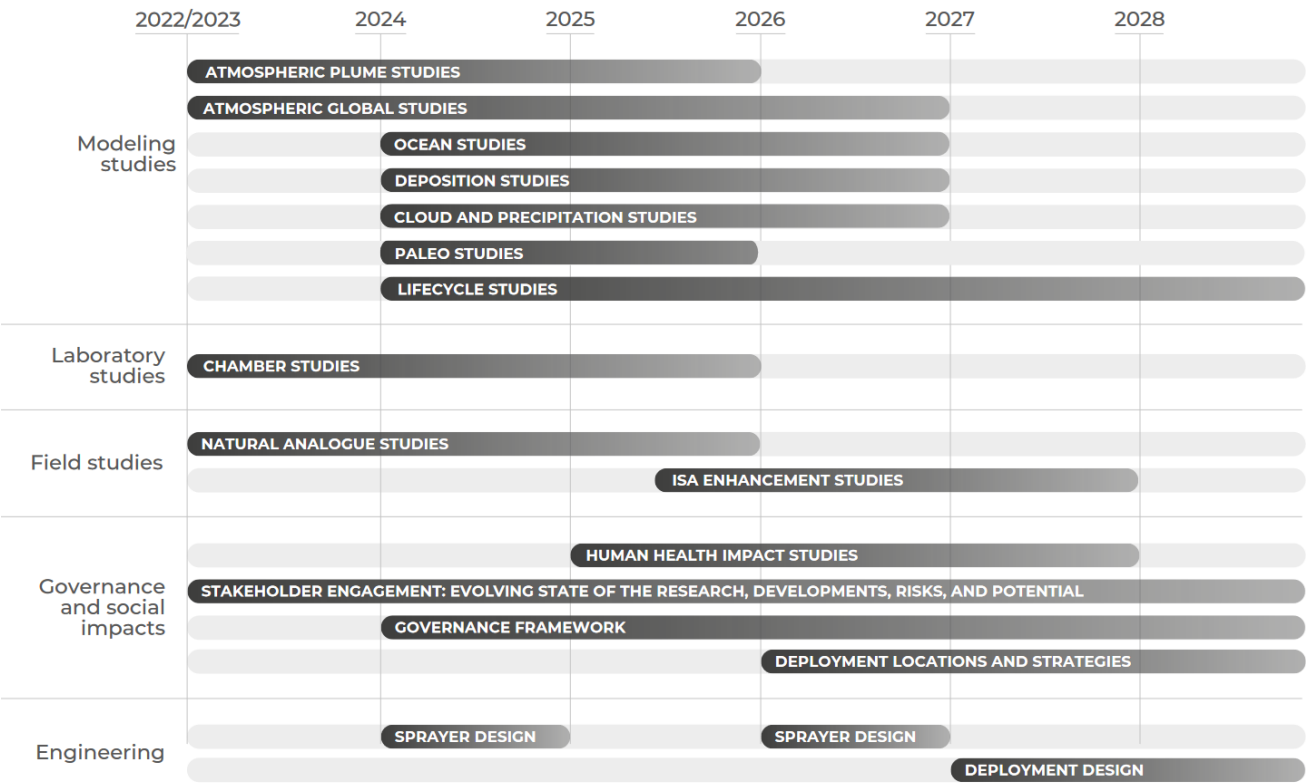 2022/2023 2024 2025 2026 2027 2028
Modeling
studies
ATMOSPHERIC PLUME STUDIES
ATMOSPHERIC GLOBAL STUDIES
OCEAN STUDIES
DEPOSITION STUDIES
CLOUD AND PRECIPITATION STUDIES
PALEO STUDIES
LIFECYCLE STUDIES
Laboratory
studies
CHAMBER STUDIES
Field studies
NATURAL ANALOGUE STUDIES
ISA ENHANCEMENT STUDIES
Governance
and social
impacts
HUMAN HEALTH IMPACT STUDIES
STAKEHOLDER ENGAGEMENT: EVOLVING STATE OF THE RESEARCH, DEVELOPMENTS, RISKS, AND POTENTIAL
GOVERNANCE FRAMEWORK
DEPLOYMENT LOCATIONS AND STRATEGIES
Engineering
SPRAYER DESIGN SPRAYER DESIGN
DEPLOYMENT DESIGN